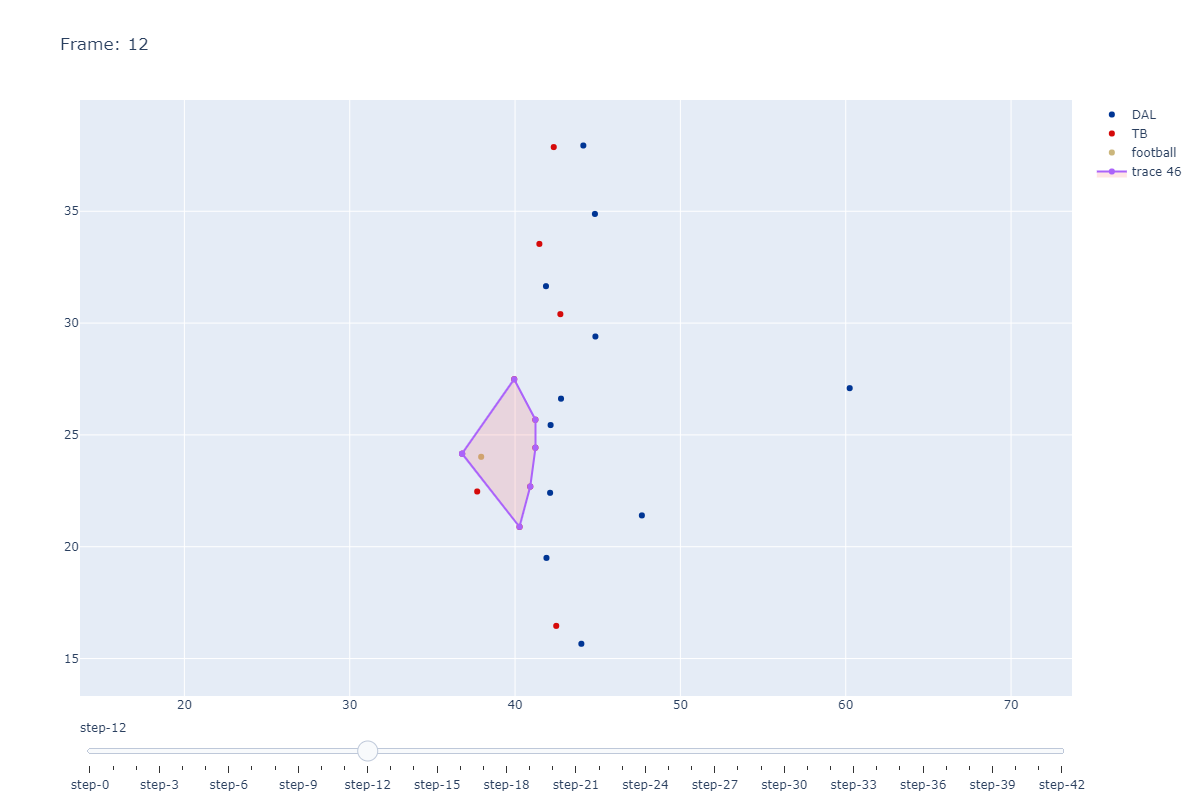 Frame: 12
DAL
TB
football
trace 46
35
30
25
20
15
20 30 40 50 60 70
step-12
step-0 step-3 step-6 step-9 step-12 step-15 step-18 step-21 step-24 step-27 step-30 step-33 step-36 step-39 step-42